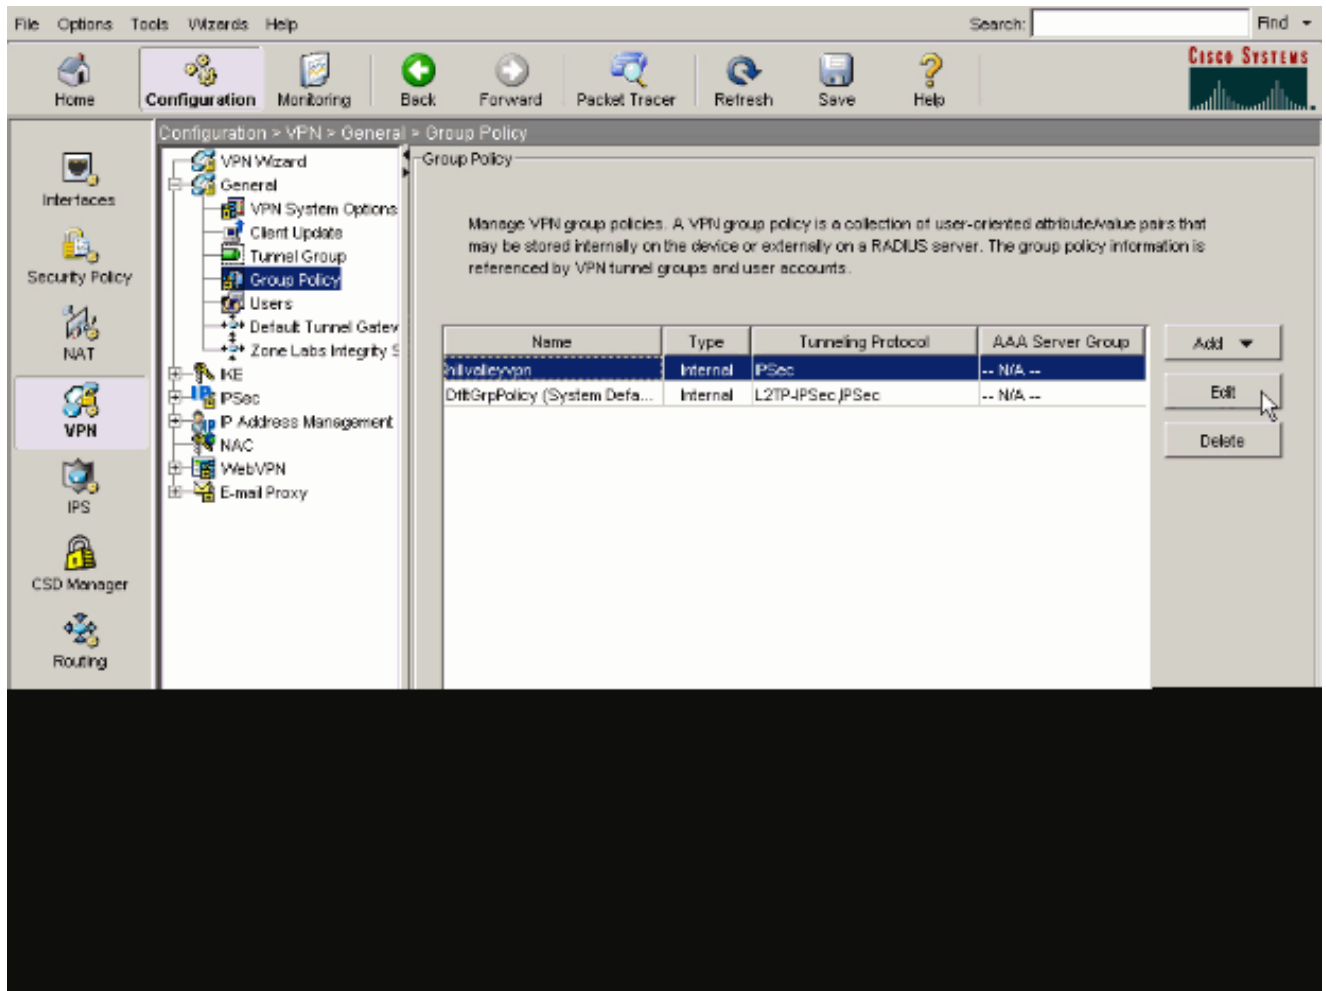 File Options Tools Wizards Help Search: Find
Home Configuration Monitoring Back Forward Packet Tracer Refresh Save Help
CISCO SYSTEMS
Configuration > VPN > General > Group Policy
Interfaces
Security Policy
NAT
VPN
IPS
CSD Manager
Routing
VPN Wizard
General
VPN System Options
Client Update
Tunnel Group
Group Policy
Users
Default Tunnel Gatew
Zone Labs Integrity S
IKE
IPSec
IP Address Management
NAC
WebVPN
E-mail Proxy
Group Policy
Manage VPN group policies. A VPN group policy is a collection of user-oriented attribute/value pairs that
may be stored internally on the device or externally on a RADIUS server. The group policy information is
referenced by VPN tunnel groups and user accounts.
Name Type Tunneling Protocol AAA Server Group
hillvalleyvpn Internal IPSec -- N/A --
DfltGrpPolicy (System Defa... Internal L2TP-IPSec,IPSec -- N/A --
Add
Edit
Delete